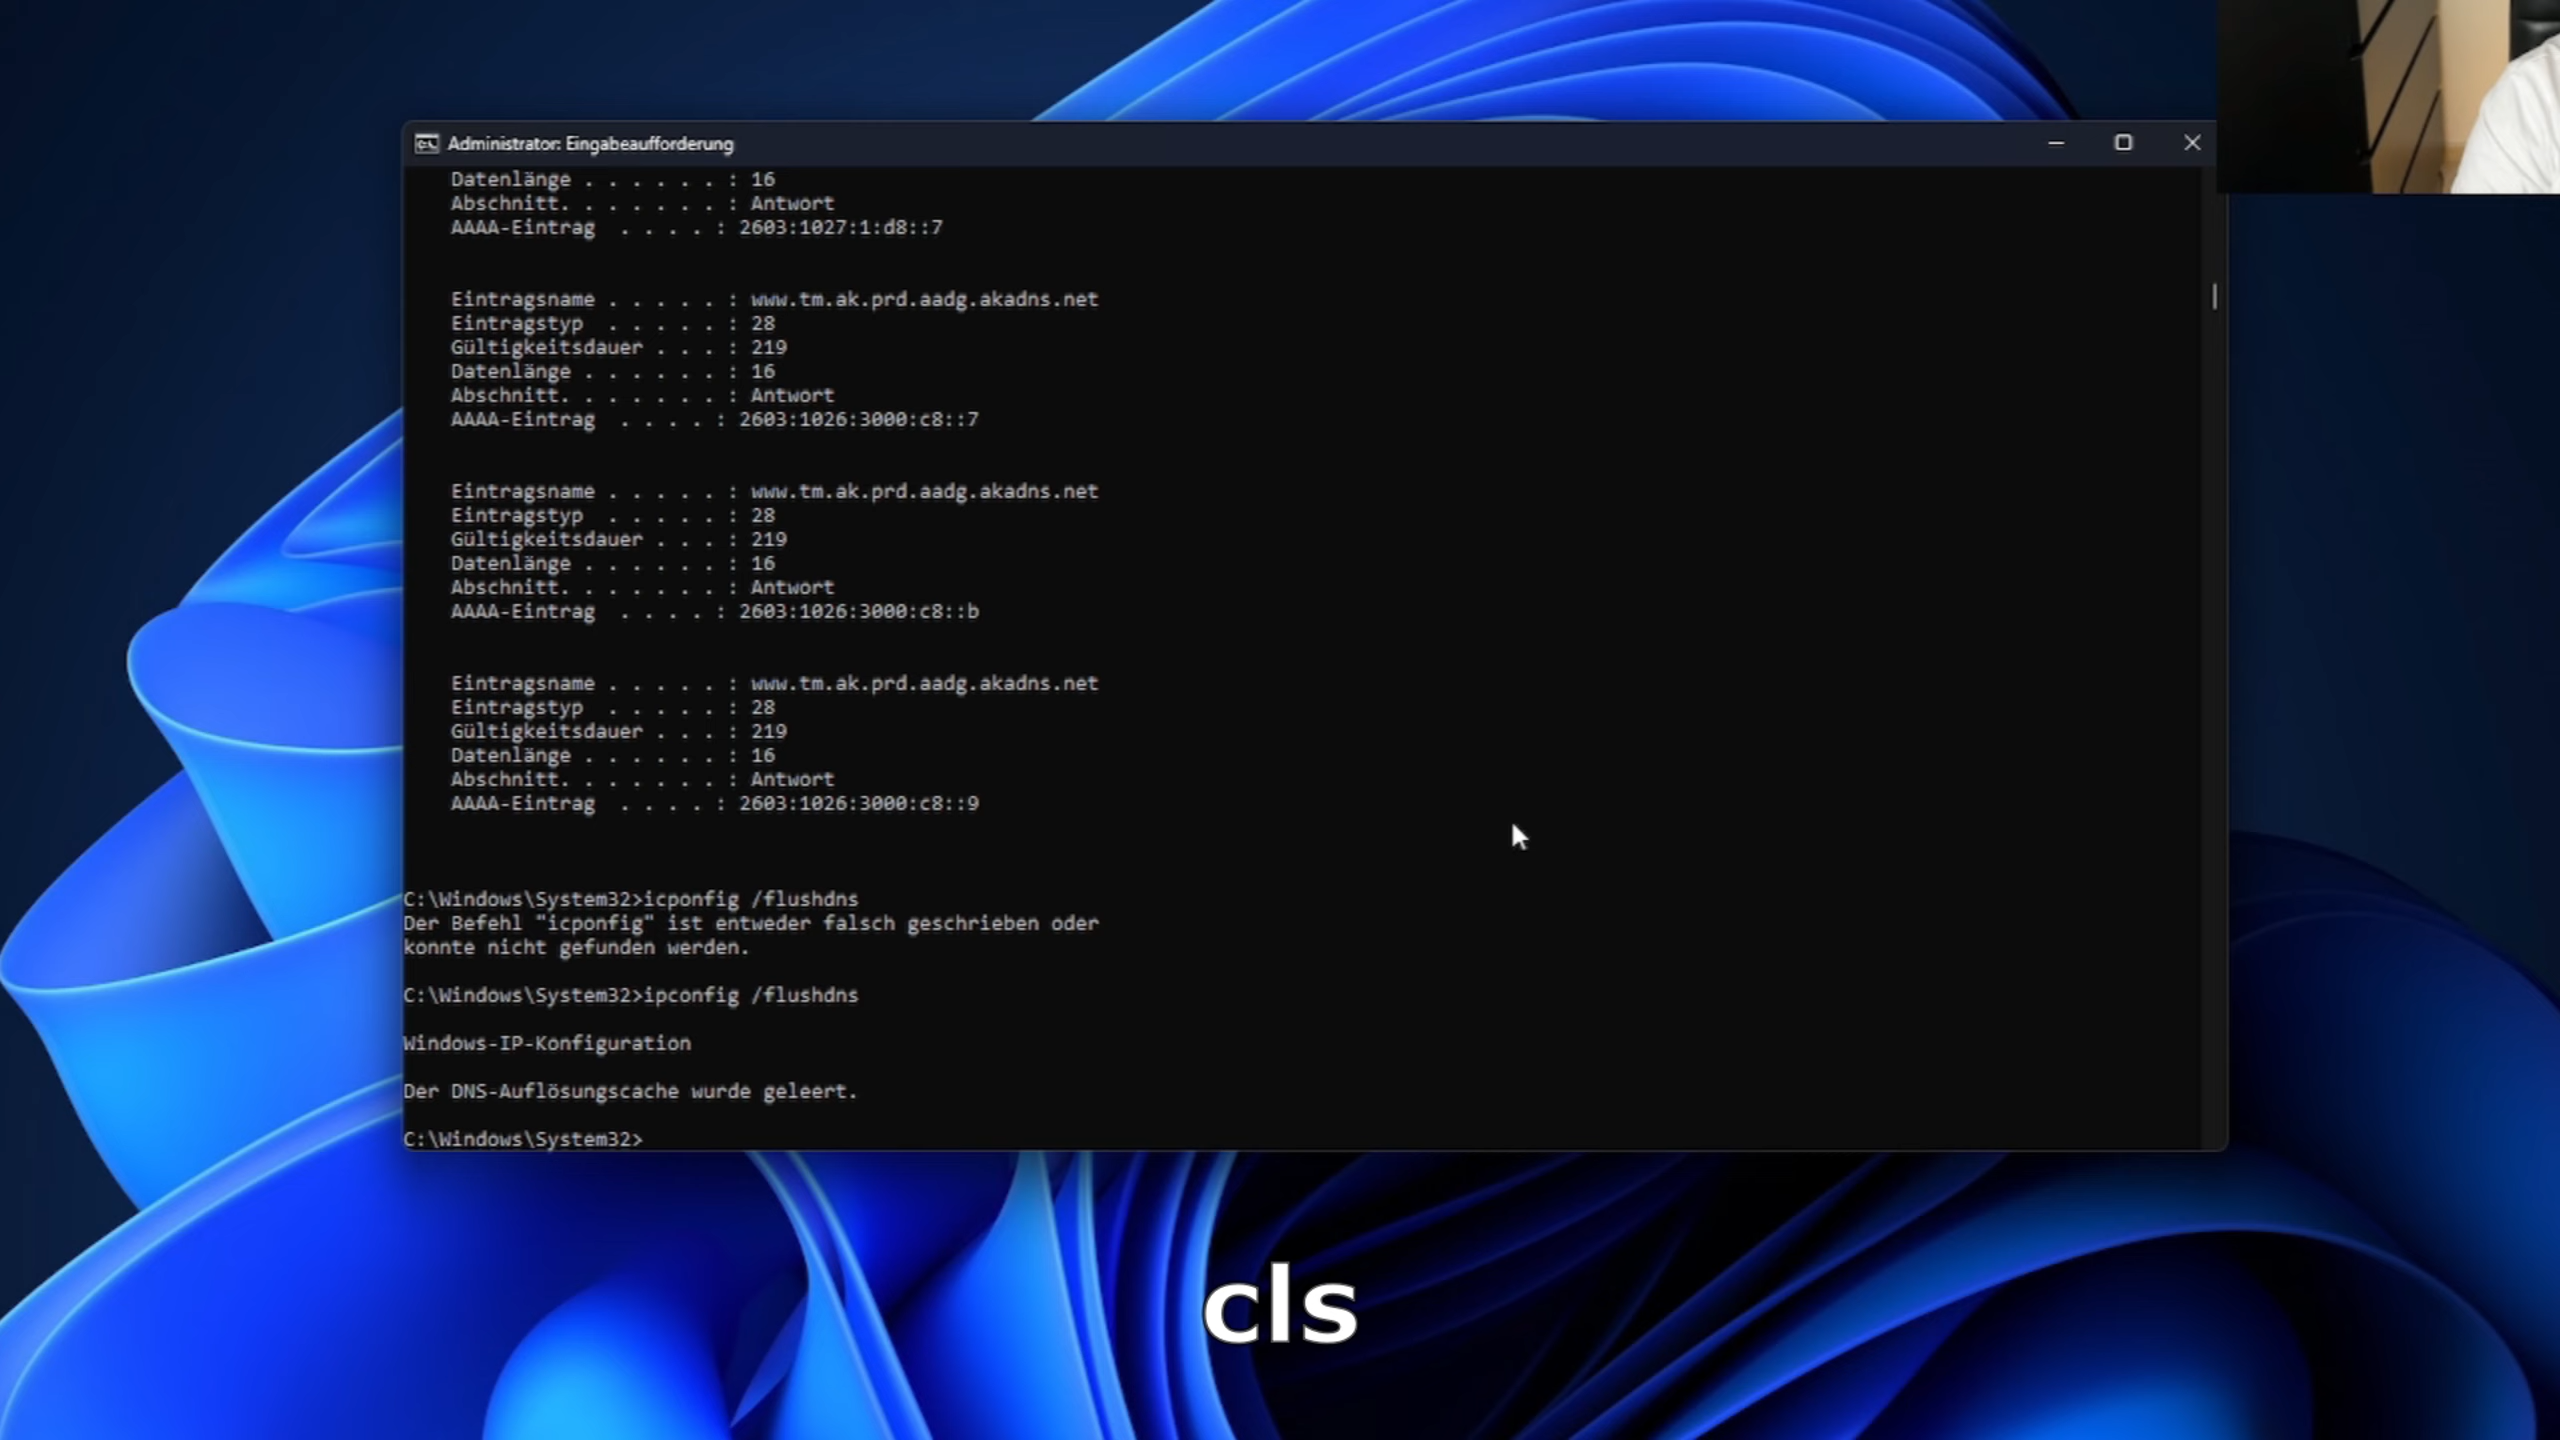 Administrator: Eingabeaufforderung
Datenlänge . . . . . . : 16
Abschnitt. . . . . . . : Antwort
AAAA-Eintrag  . . . . : 2603:1027:1:d8::7
Eintragsname . . . . . : www.tm.ak.prd.aadg.akadns.net
Eintragstyp  . . . . . : 28
Gültigkeitsdauer . . . : 219
Datenlänge . . . . . . : 16
Abschnitt. . . . . . . : Antwort
AAAA-Eintrag  . . . . : 2603:1026:3000:c8::7
Eintragsname . . . . . : www.tm.ak.prd.aadg.akadns.net
Eintragstyp  . . . . . : 28
Gültigkeitsdauer . . . : 219
Datenlänge . . . . . . : 16
Abschnitt. . . . . . . : Antwort
AAAA-Eintrag  . . . . : 2603:1026:3000:c8::b
Eintragsname . . . . . : www.tm.ak.prd.aadg.akadns.net
Eintragstyp  . . . . . : 28
Gültigkeitsdauer . . . : 219
Datenlänge . . . . . . : 16
Abschnitt. . . . . . . : Antwort
AAAA-Eintrag  . . . . : 2603:1026:3000:c8::9
C:\Windows\System32>icponfig /flushdns
Der Befehl "icponfig" ist entweder falsch geschrieben oder
konnte nicht gefunden werden.
C:\Windows\System32>ipconfig /flushdns
Windows-IP-Konfiguration
Der DNS-Auflösungscache wurde geleert.
C:\Windows\System32>
cls